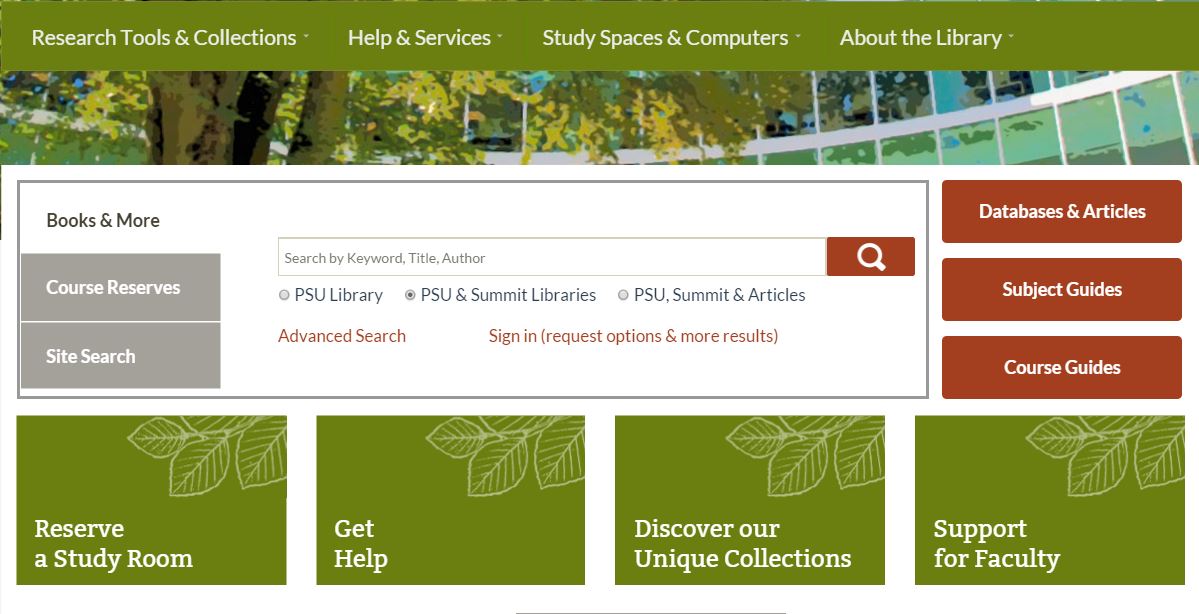 Research Tools & Collections
Help & Services
Study Spaces & Computers
About the Library
Books & More
Course Reserves
Site Search
Search by Keyword, Title, Author
PSU Library
PSU & Summit Libraries
PSU, Summit & Articles
Advanced Search
Sign in (request options & more results)
Databases & Articles
Subject Guides
Course Guides
Reserve
a Study Room
Get
Help
Discover our
Unique Collections
Support
for Faculty